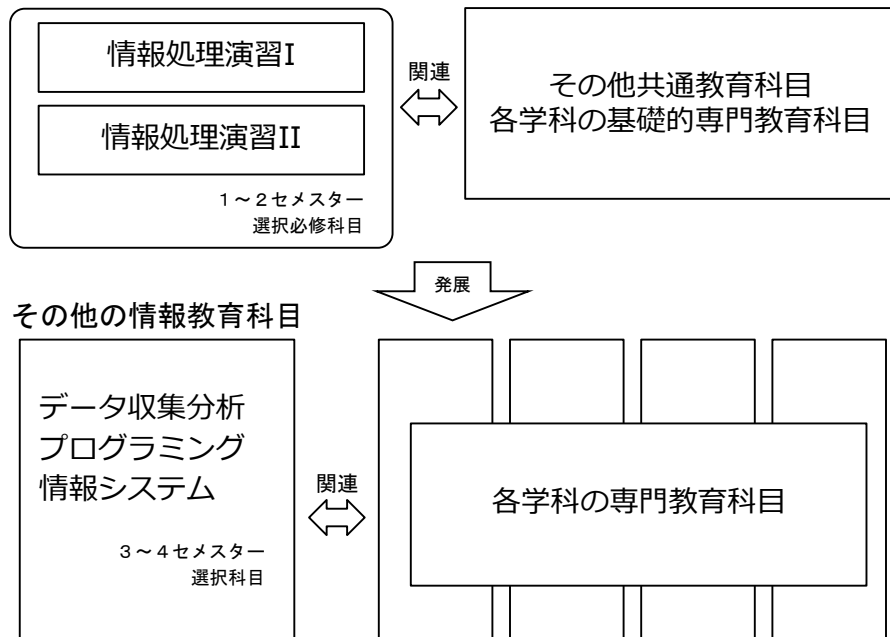 情報処理演習I
情報処理演習II
1～2セメスター
選択必修科目
関連
その他共通教育科目
各学科の基礎的専門教育科目
発展
その他の情報教育科目
データ収集分析
プログラミング
情報システム
3～4セメスター
選択科目
関連
各学科の専門教育科目